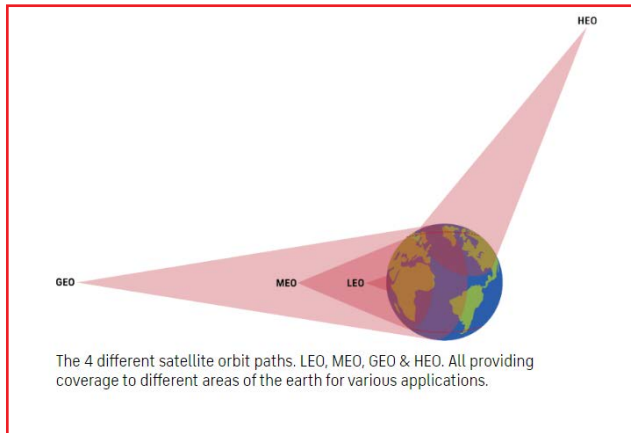 HEO
GEO
MEO
LEO
The 4 different satellite orbit paths. LEO, MEO, GEO & HEO. All providing
coverage to different areas of the earth for various applications.